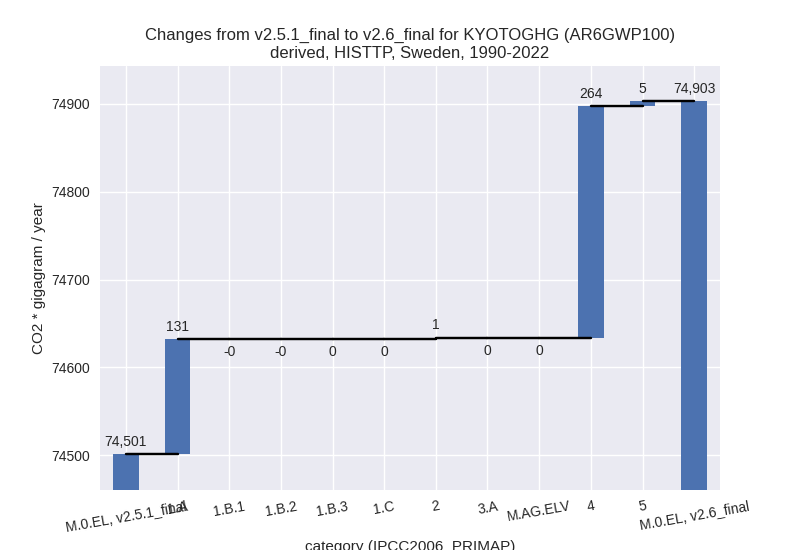 Changes from v2.5.1_final to v2.6_final for KYOTOGHG (AR6GWP100)
derived, HISTTP, Sweden, 1990-2022
CO2 * gigagram / year
74900
74800
74700
74600
74500
74,501
131
-0
-0
0
0
1
0
0
264
5
74,903
M.0.EL, v2.5.1_final
1.A
1.B.1
1.B.2
1.B.3
1.C
2
3.A
M.AG.ELV
4
5
M.0.EL, v2.6_final
category (IPCC2006_PRIMAP)